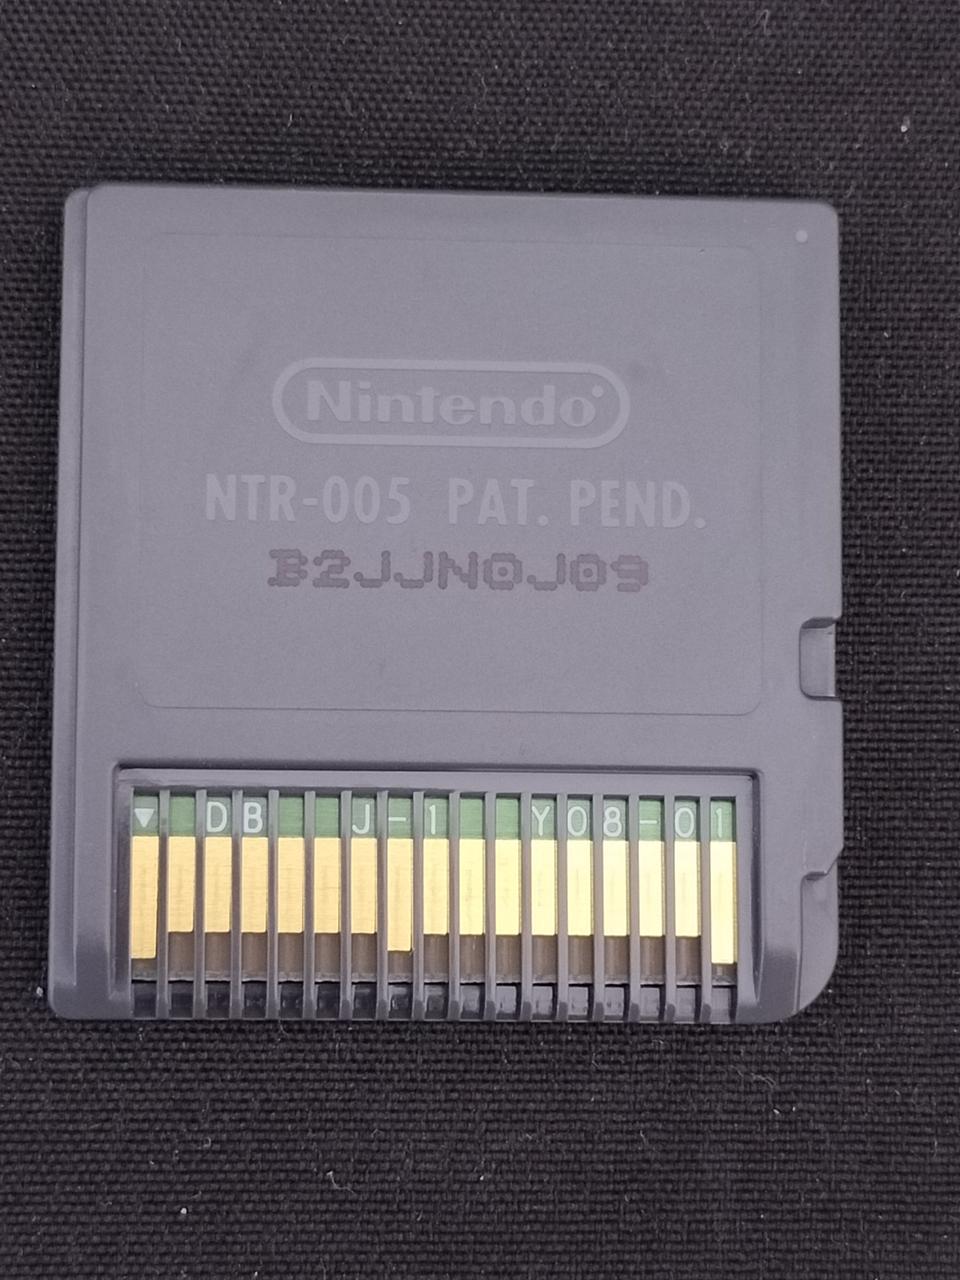 Nintendo
NTR-005 PAT. PEND.
B2JJN0J09
DB J-1 Y08-01